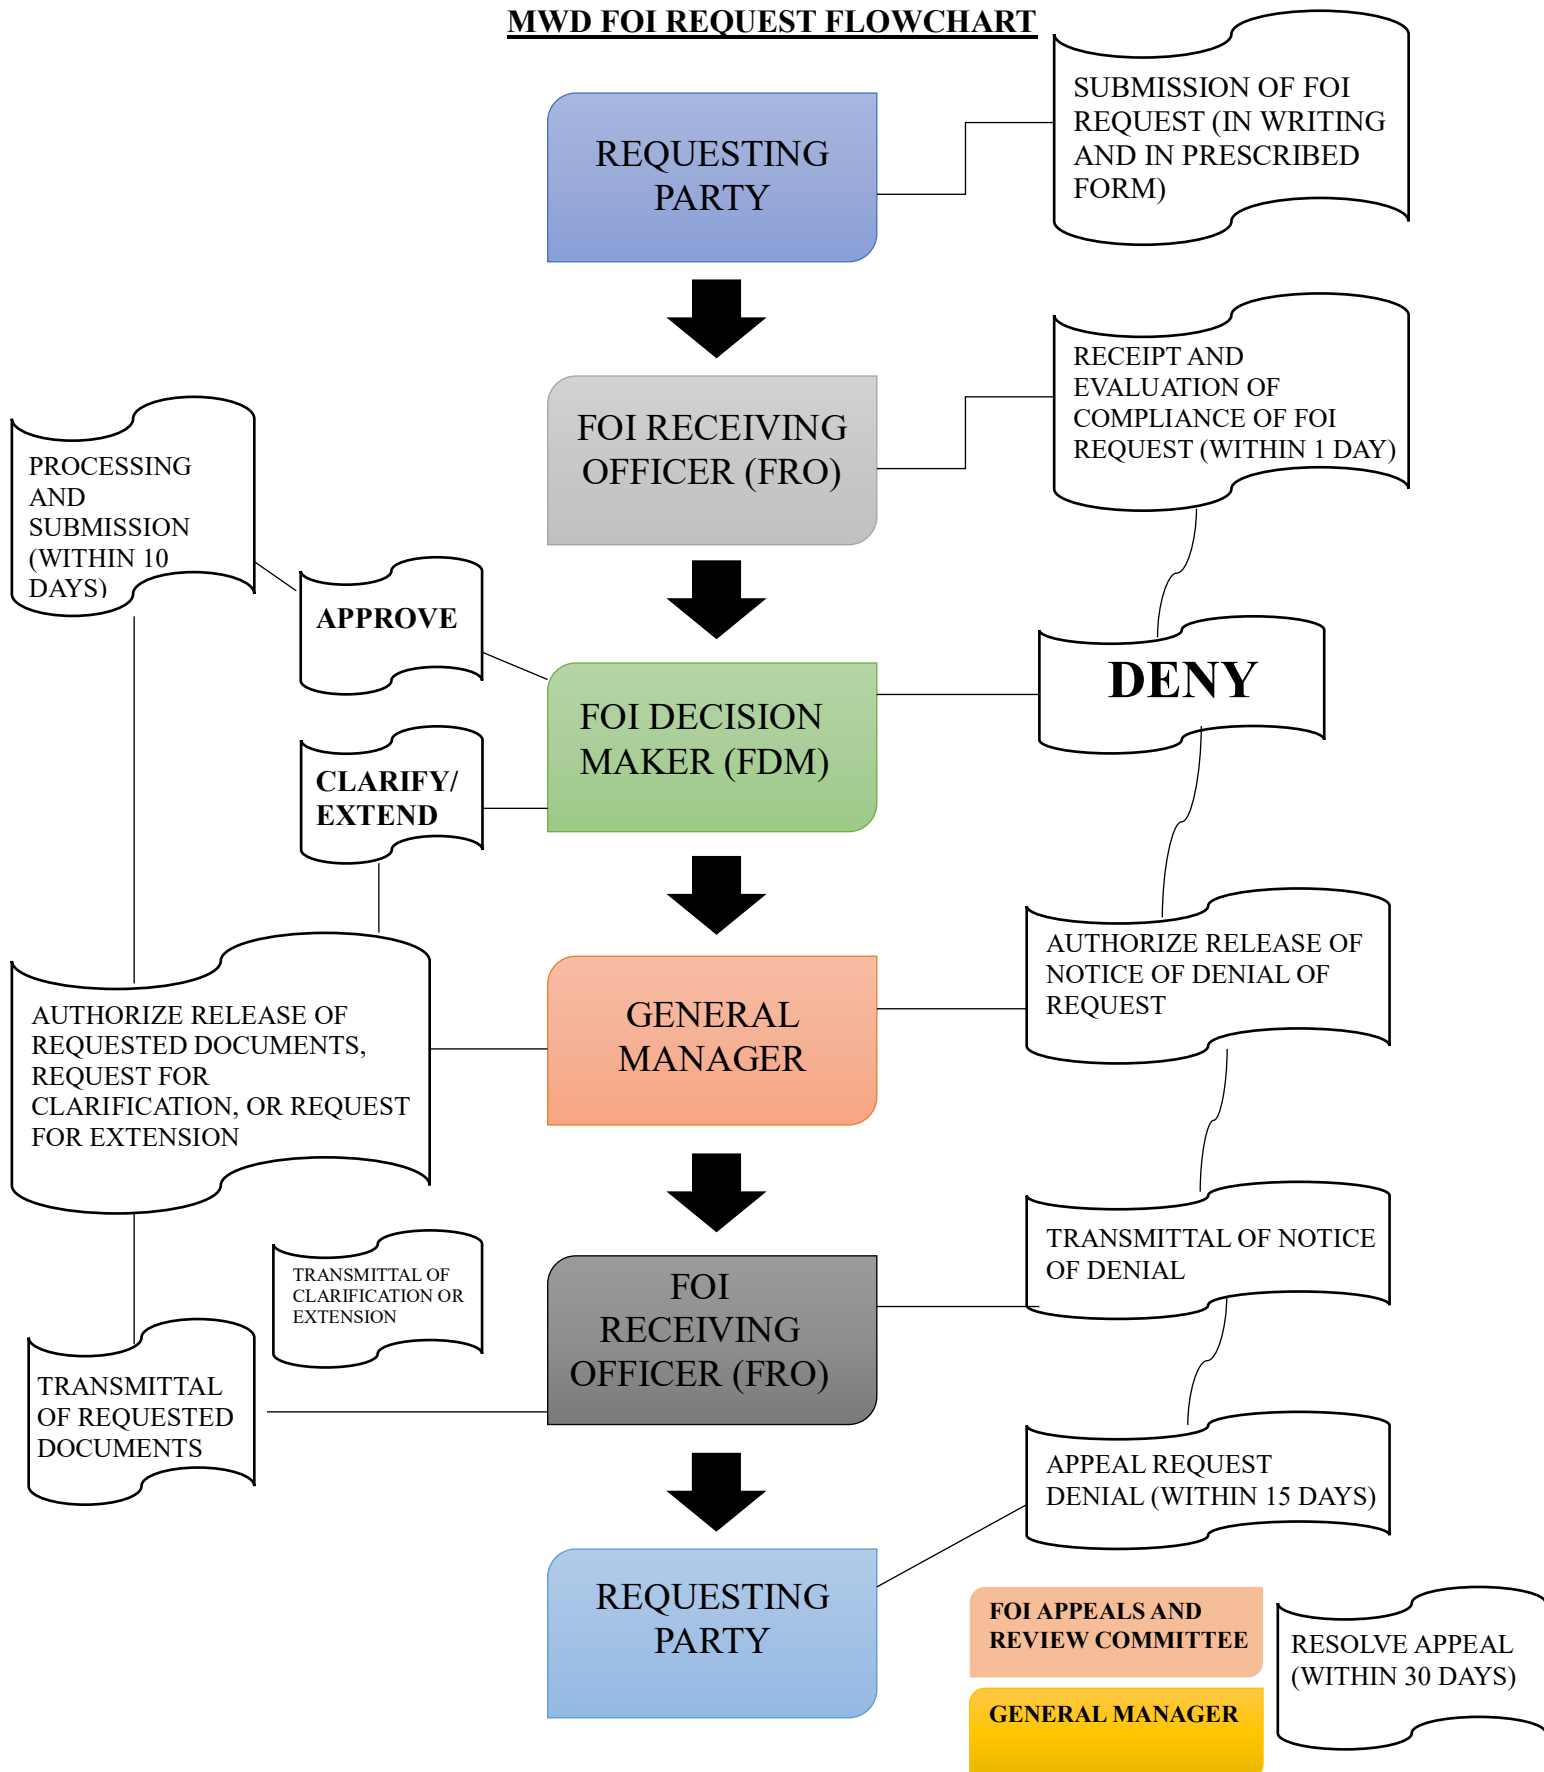 MWD FOI REQUEST FLOWCHART
SUBMISSION OF FOI
REQUEST (IN WRITING
AND IN PRESCRIBED
FORM)
REQUESTING
PARTY
RECEIPT AND
EVALUATION OF
COMPLIANCE OF FOI
REQUEST (WITHIN 1 DAY)
FOI RECEIVING
OFFICER (FRO)
PROCESSING
AND
SUBMISSION
(WITHIN 10
DAYS)
APPROVE
DENY
FOI DECISION
MAKER (FDM)
CLARIFY/
EXTEND
AUTHORIZE RELEASE OF
NOTICE OF DENIAL OF
REQUEST
GENERAL
MANAGER
AUTHORIZE RELEASE OF
REQUESTED DOCUMENTS,
REQUEST FOR
CLARIFICATION, OR REQUEST
FOR EXTENSION
TRANSMITTAL OF NOTICE
OF DENIAL
TRANSMITTAL OF
CLARIFICATION OR
EXTENSION
FOI
RECEIVING
OFFICER (FRO)
TRANSMITTAL
OF REQUESTED
DOCUMENTS
APPEAL REQUEST
DENIAL (WITHIN 15 DAYS)
REQUESTING
PARTY
FOI APPEALS AND
REVIEW COMMITTEE
RESOLVE APPEAL
(WITHIN 30 DAYS)
GENERAL MANAGER